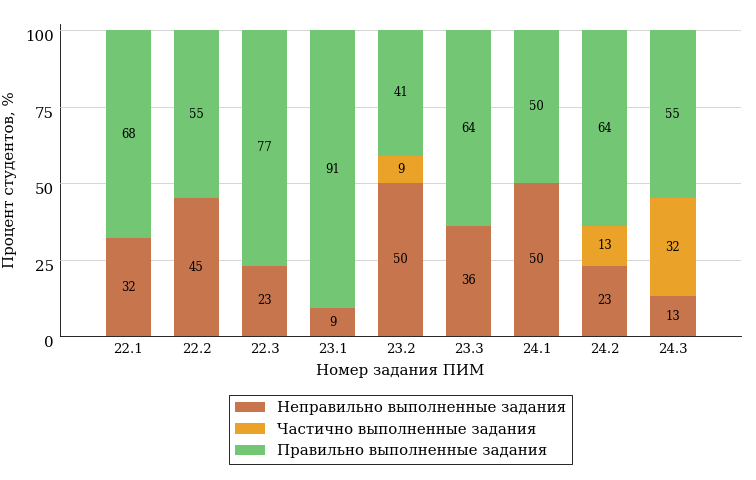 100
75
50
25
0
Процент студентов, %
68 55 77 91 41 64 50 64 55
9 13 32
32 45 23 9 50 36 50 23 13
22.1 22.2 22.3 23.1 23.2 23.3 24.1 24.2 24.3
Номер задания ПИМ
Неправильно выполненные задания
Частично выполненные задания
Правильно выполненные задания